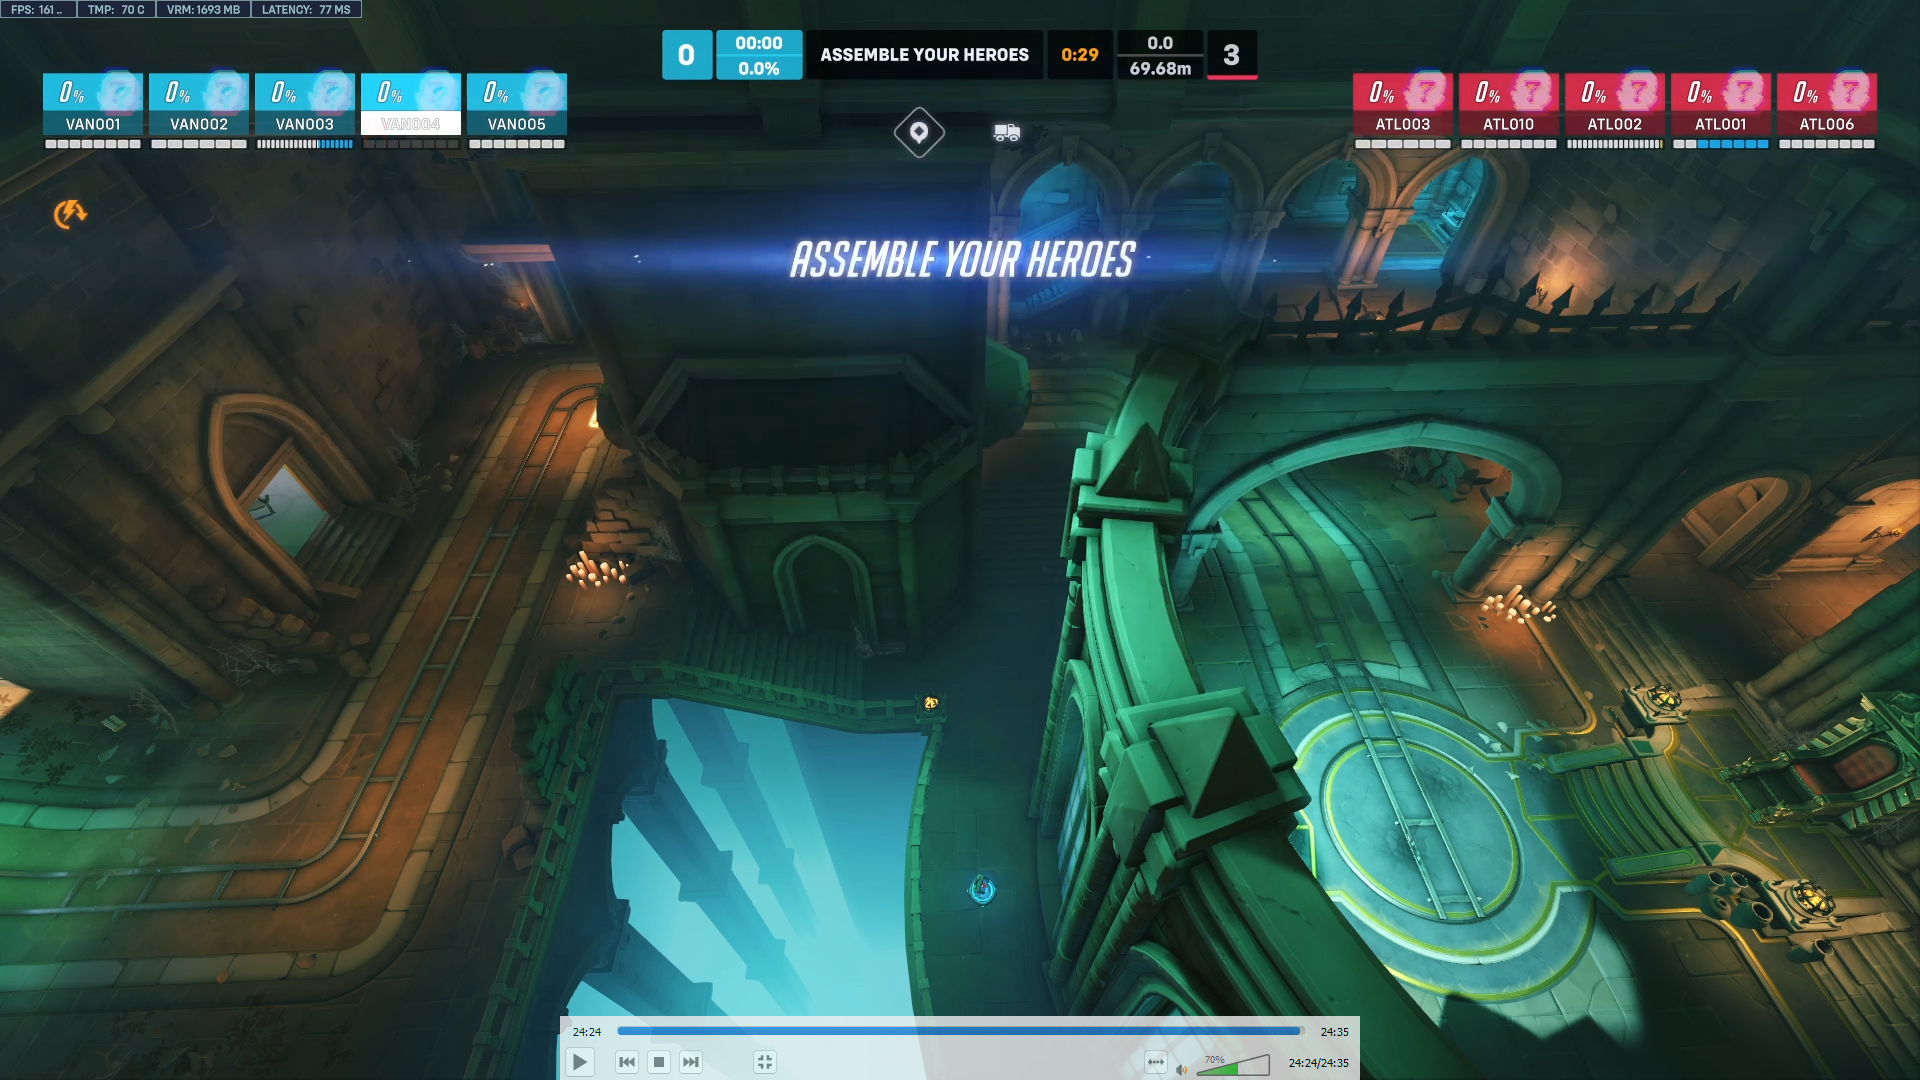 FPS: 161 .. TMP: 70 C VRM: 1693 MB LATENCY: 77 MS
0 00:00 0.0% ASSEMBLE YOUR HEROES 0:29 0.0 69.68m 3
0% 0% 0% 0% 0% 0% 0% 0% 0% 0%
VAN001 VAN002 VAN003 VAN004 VAN005 ATL003 ATL010 ATL002 ATL001 ATL006
ASSEMBLE YOUR HEROES
24:24 24:35
70% 24:24/24:35